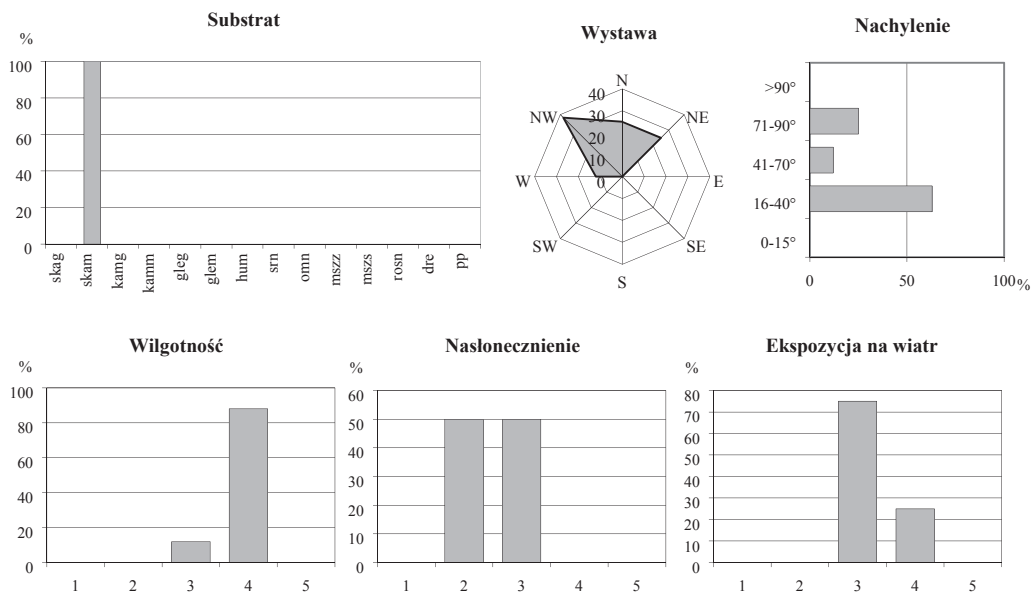 Substrat
%
100
80
60
40
20
0
skag
skam
kamg
kamm
gleg
glem
hum
srn
omn
mszz
mszs
rosn
dre
pp
Wystawa
N
NE
E
SE
S
SW
W
NW
40
30
20
10
0
Nachylenie
>90°
71-90°
41-70°
16-40°
0-15°
0 50 100%
Wilgotność
%
100
80
60
40
20
0
1 2 3 4 5
Nasłonecznienie
%
60
50
40
30
20
10
0
1 2 3 4 5
Ekspozycja na wiatr
%
80
70
60
50
40
30
20
10
0
1 2 3 4 5